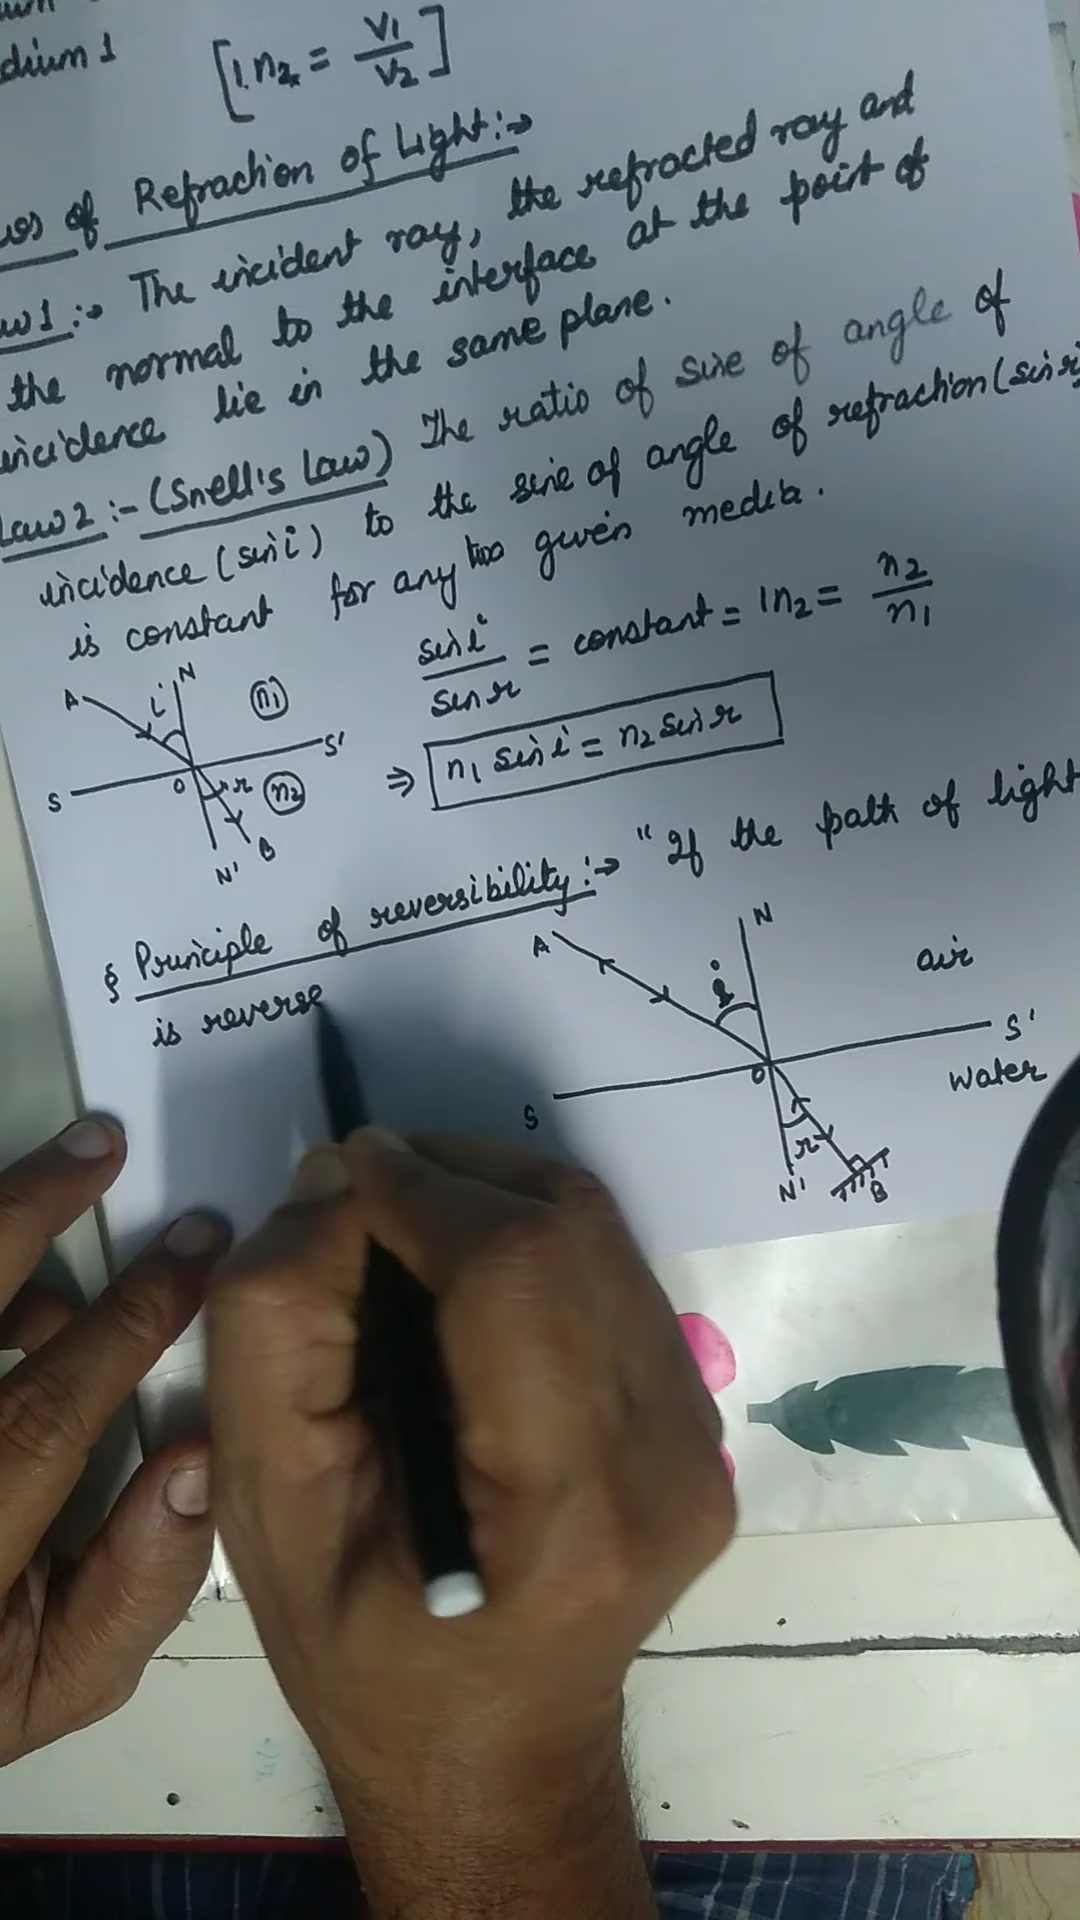 dium 1
[1n2 = V1/V2]
of Refraction of Light :→
1 :→ The incident ray, the refracted ray and
the normal to the interface at the point of
incidence lie in the same plane.
Law 2 :- (Snell's Law) The ratio of sine of angle of
incidence (sin i) to the sine of angle of refraction (sin r)
is constant for any two given media.
sin i / sin r = constant = 1n2 = n2/n1
⇒ n1 sin i = n2 sin r
A i N n1
S O S'
r n2
N' B
§ Principle of reversibility :→ "If the path of light
is reverse
A N
i air
S O S'
water
r
N' B